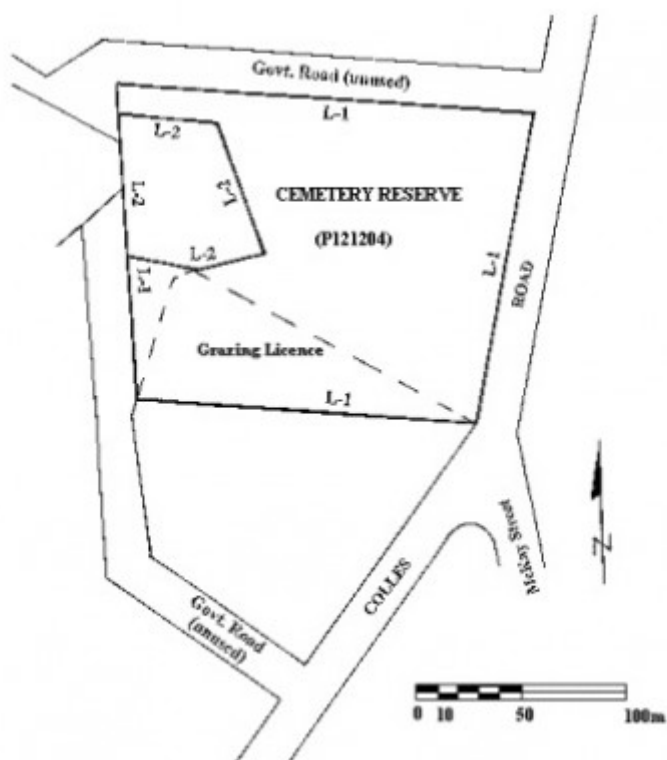 Govt. Road (unused)
L-1
L-2
L-2
L-2
CEMETERY RESERVE
(P121204)
L-2
L-1
L-1
ROAD
Grazing Licence
L-1
McKay Street
N
COLLES
Govt. Road
(unused)
0 10 50 100m